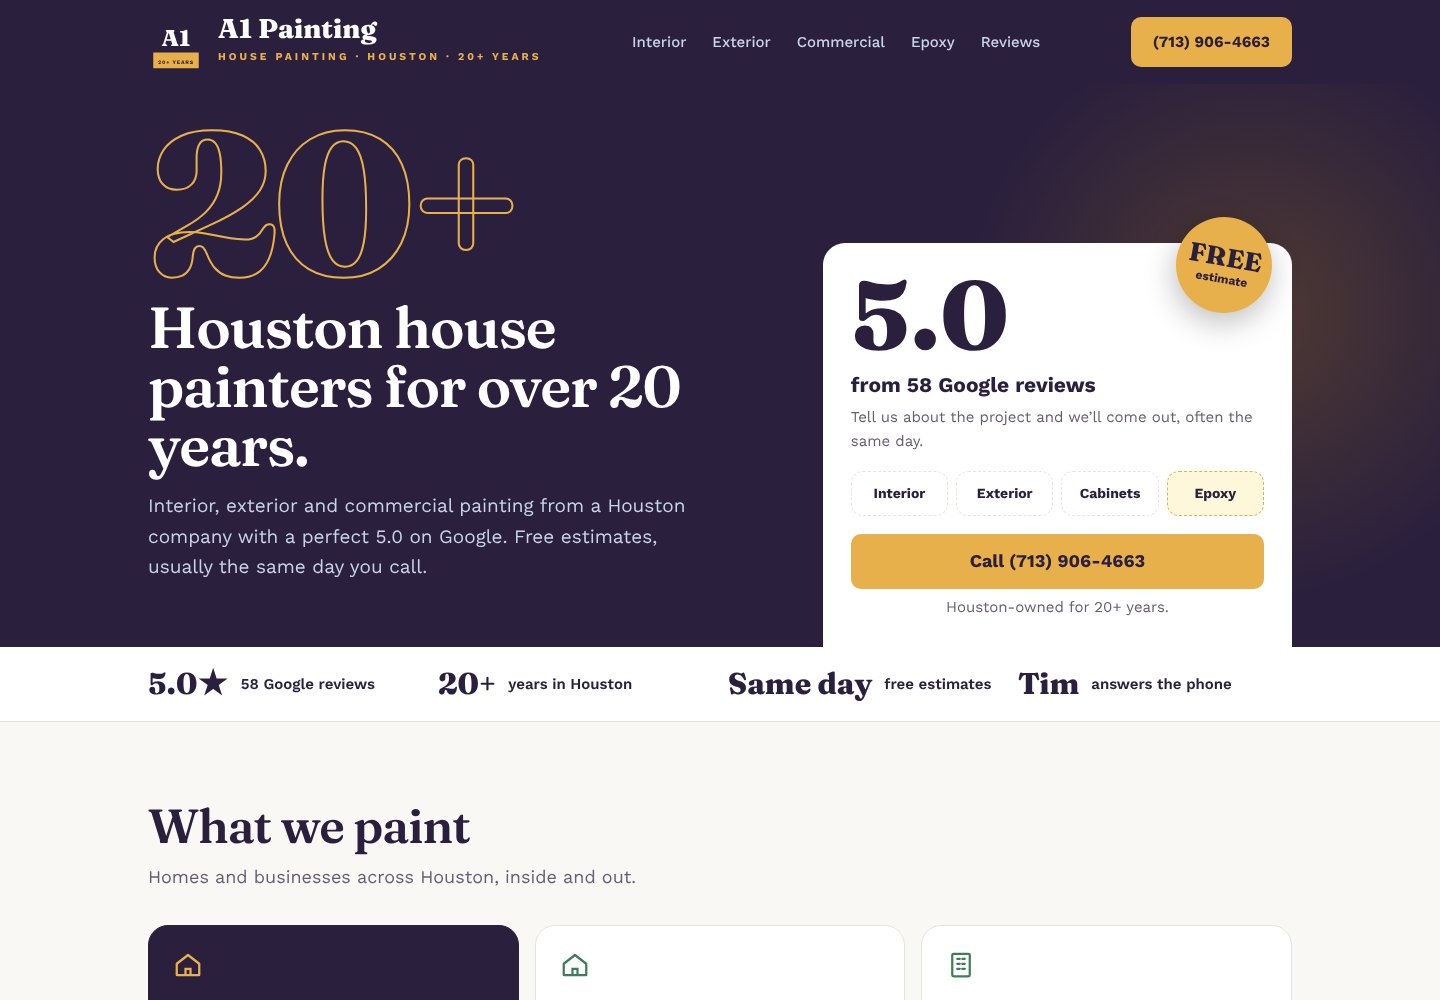 A1
20+ YEARS
A1 Painting
HOUSE PAINTING · HOUSTON · 20+ YEARS
Interior
Exterior
Commercial
Epoxy
Reviews
(713) 906-4663
20+
Houston house
painters for over 20
years.
Interior, exterior and commercial painting from a Houston
company with a perfect 5.0 on Google. Free estimates,
usually the same day you call.
FREE
estimate
5.0
from 58 Google reviews
Tell us about the project and we’ll come out, often the
same day.
Interior
Exterior
Cabinets
Epoxy
Call (713) 906-4663
Houston-owned for 20+ years.
5.0★ 58 Google reviews
20+ years in Houston
Same day free estimates
Tim answers the phone
What we paint
Homes and businesses across Houston, inside and out.